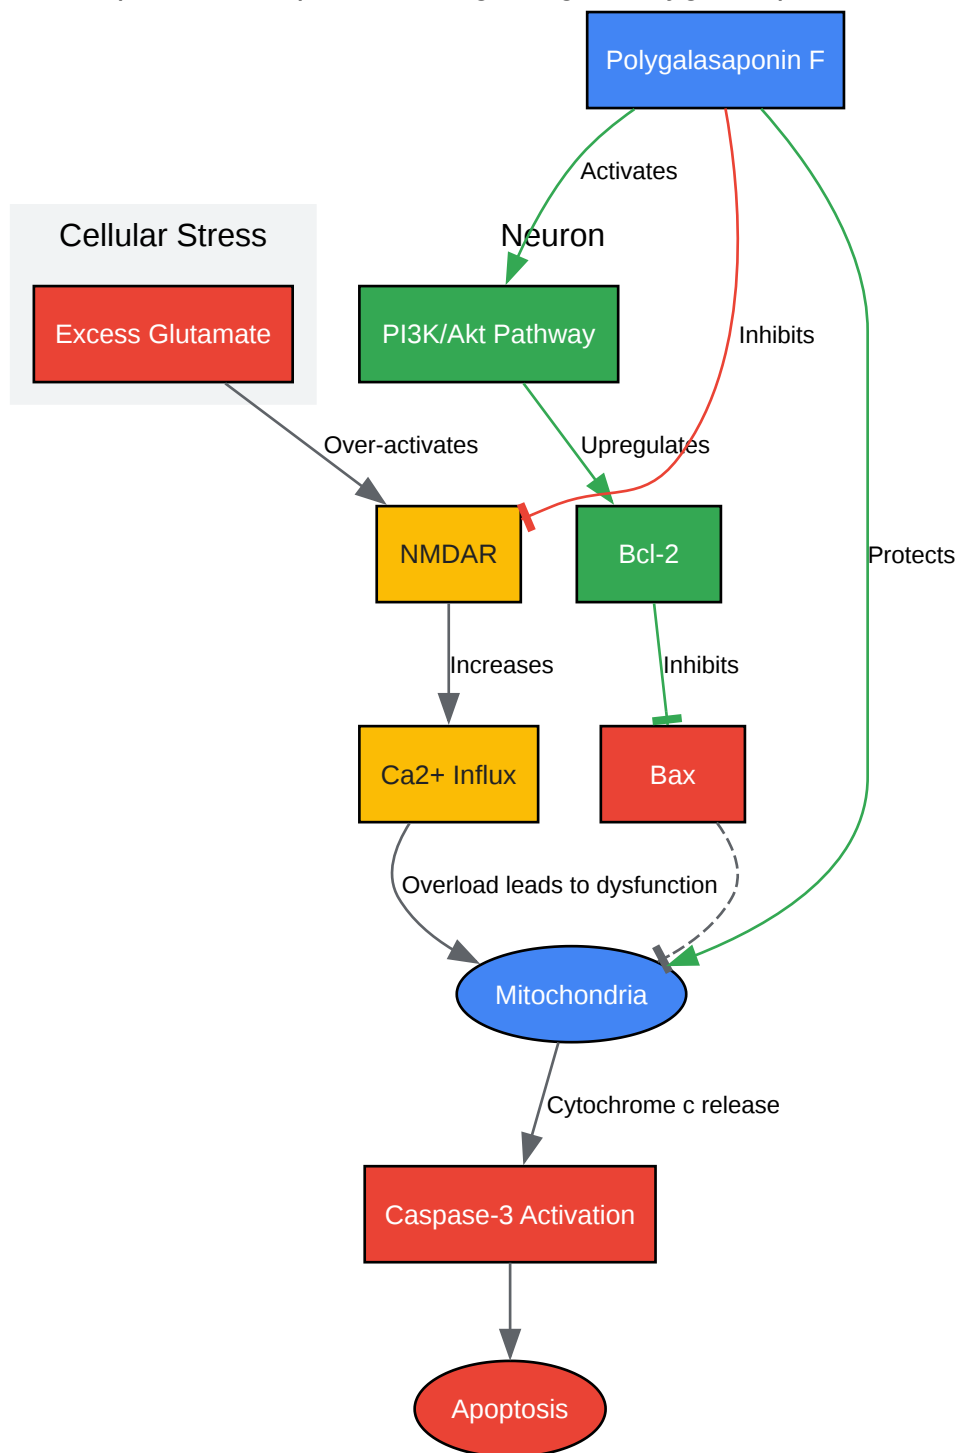 Polygalasaponin F
Activates
Cellular Stress
Neuron
Excess Glutamate
PI3K/Akt Pathway
Inhibits
Over-activates
Upregulates
NMDAR
Bcl-2
Protects
Increases
Inhibits
Ca2+ Influx
Bax
Overload leads to dysfunction
Mitochondria
Cytochrome c release
Caspase-3 Activation
Apoptosis